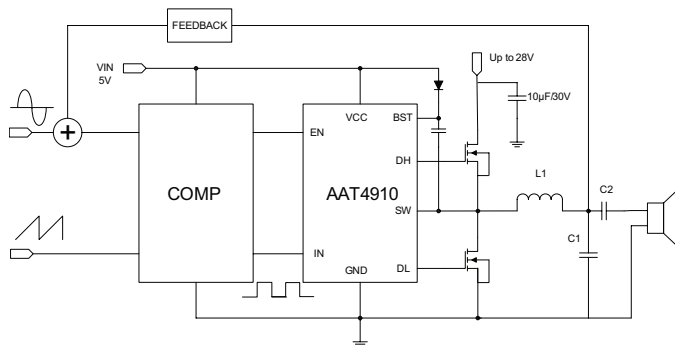 FEEDBACK
VIN
5V
Up to 28V
10μF/30V
VCC
BST
EN
DH
COMP
AAT4910
L1
C2
SW
C1
IN
DL
GND